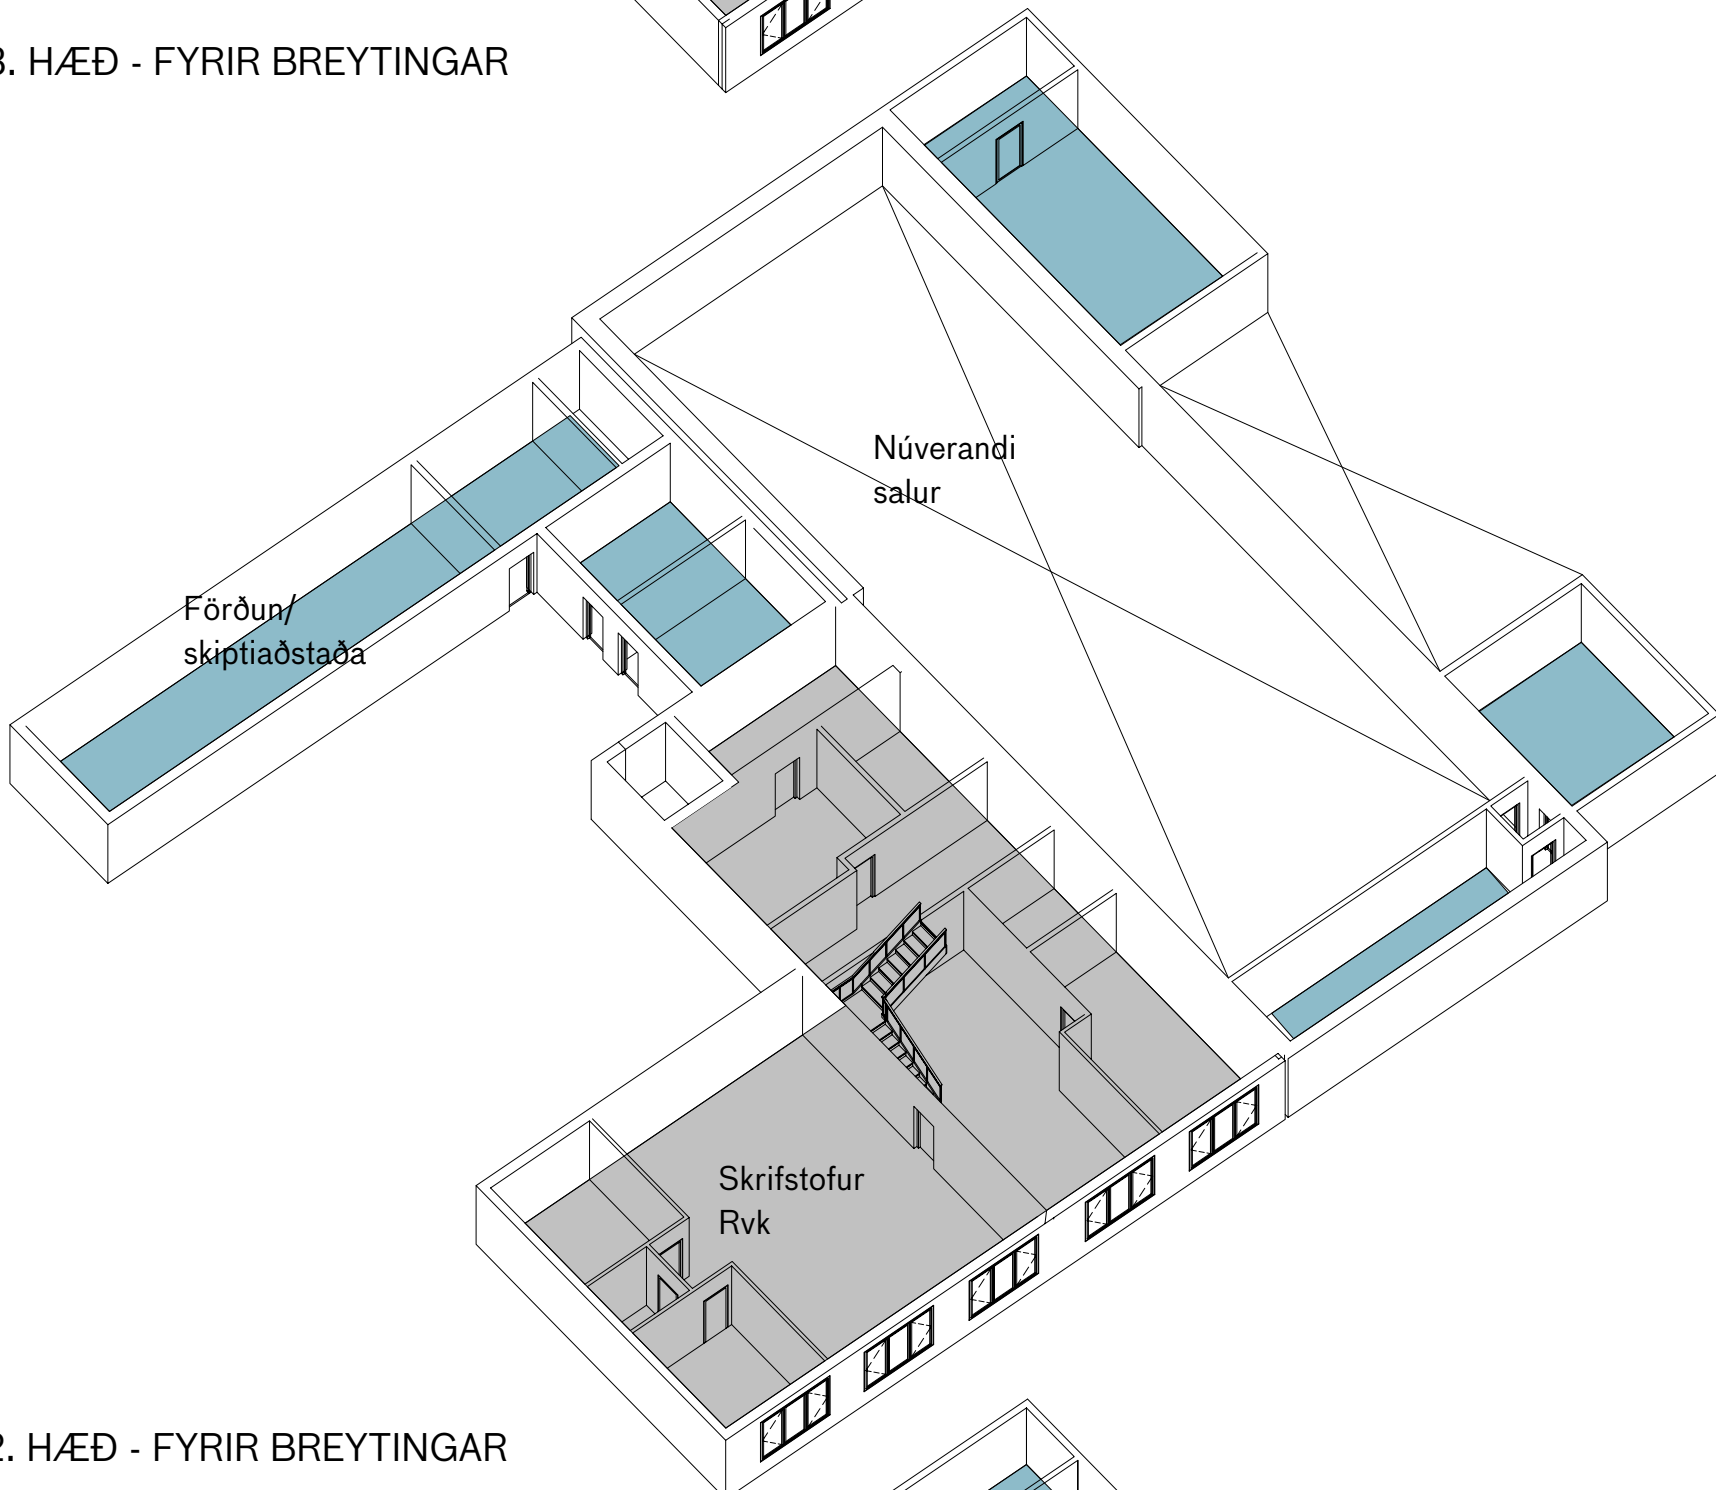 3. HÆÐ - FYRIR BREYTINGAR
Núverandi
salur
Förðun/
skiptiaðstaða
Skrifstofur
Rvk
2. HÆÐ - FYRIR BREYTINGAR